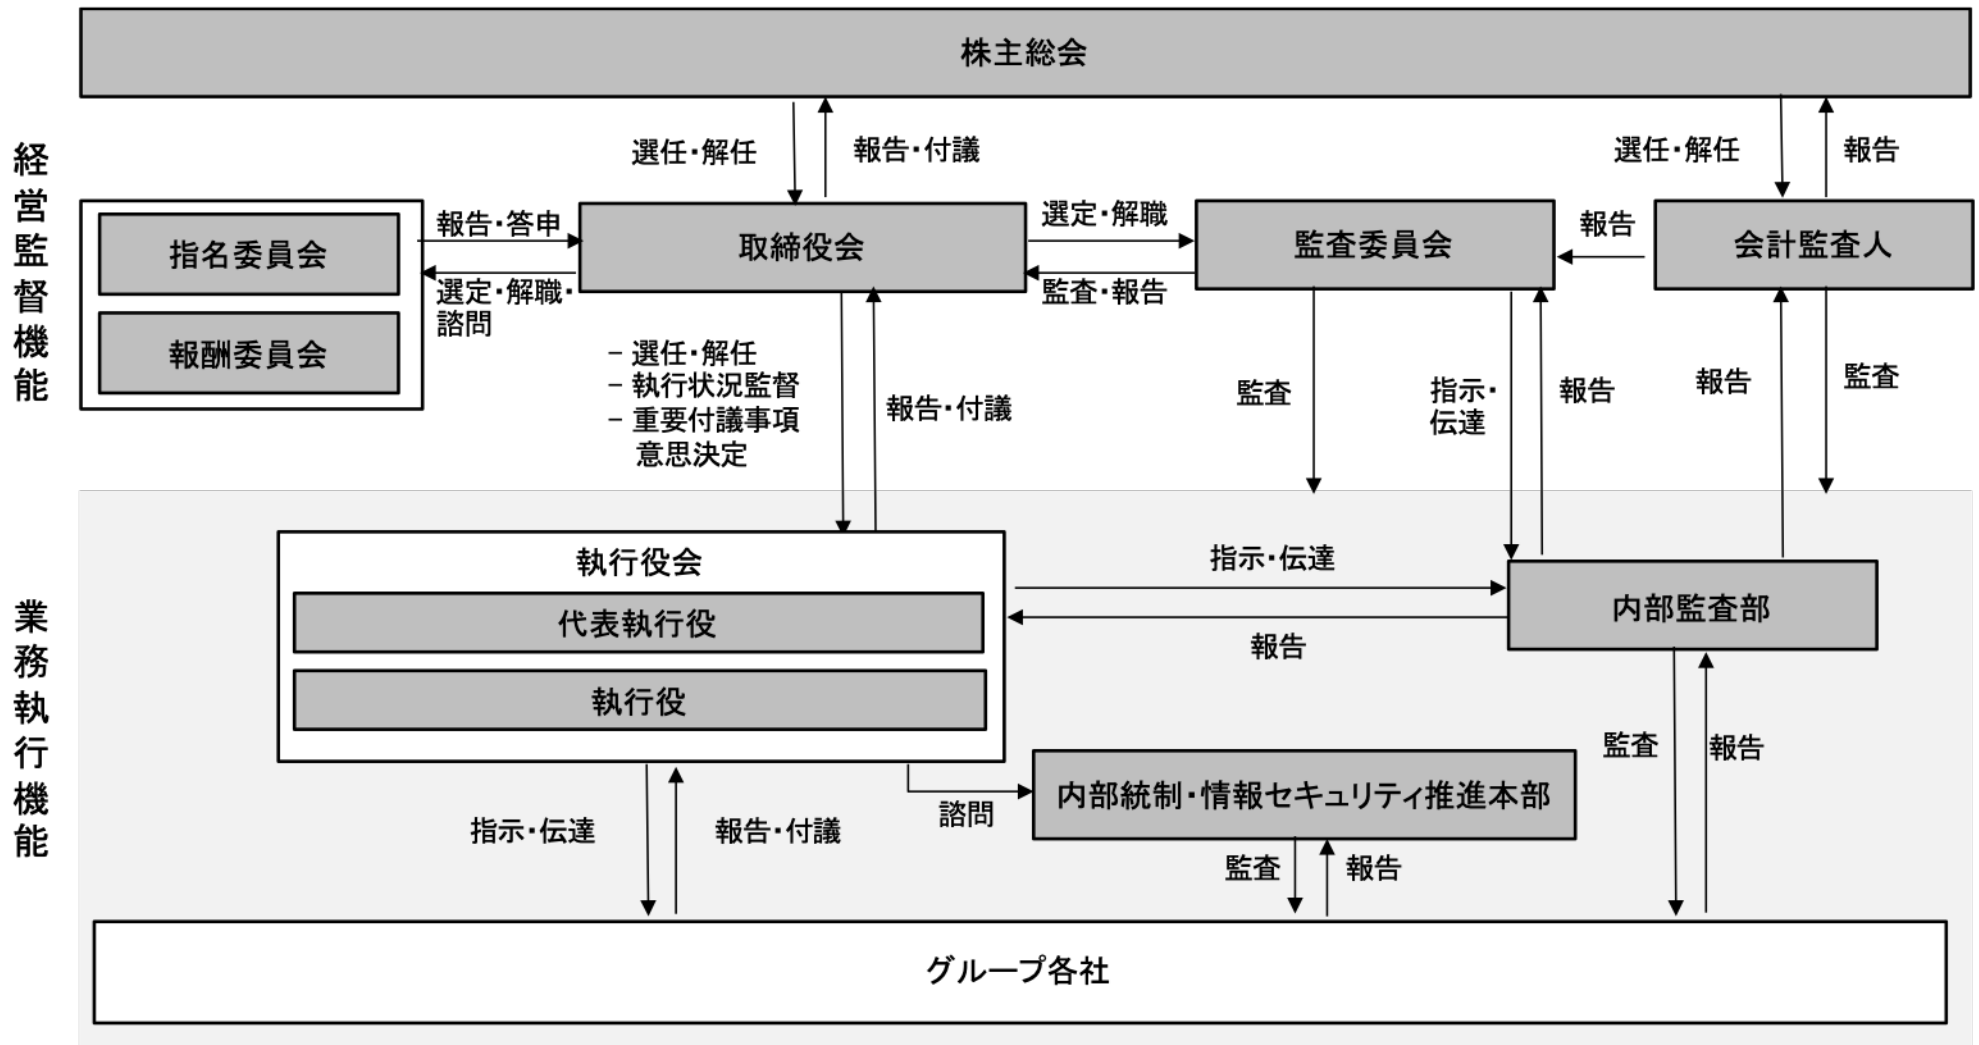 株主総会
経営監督機能
選任・解任
報告・付議
選任・解任
報告
指名委員会
報酬委員会
報告・答申
選定・解職・
諮問
取締役会
選定・解職
監査・報告
監査委員会
報告
会計監査人
－ 選任・解任
－ 執行状況監督
－ 重要付議事項
意思決定
報告・付議
監査
指示・
伝達
報告
報告
監査
業務執行機能
執行役会
代表執行役
執行役
指示・伝達
報告
内部監査部
監査
報告
諮問
内部統制・情報セキュリティ推進本部
指示・伝達
報告・付議
監査
報告
グループ各社